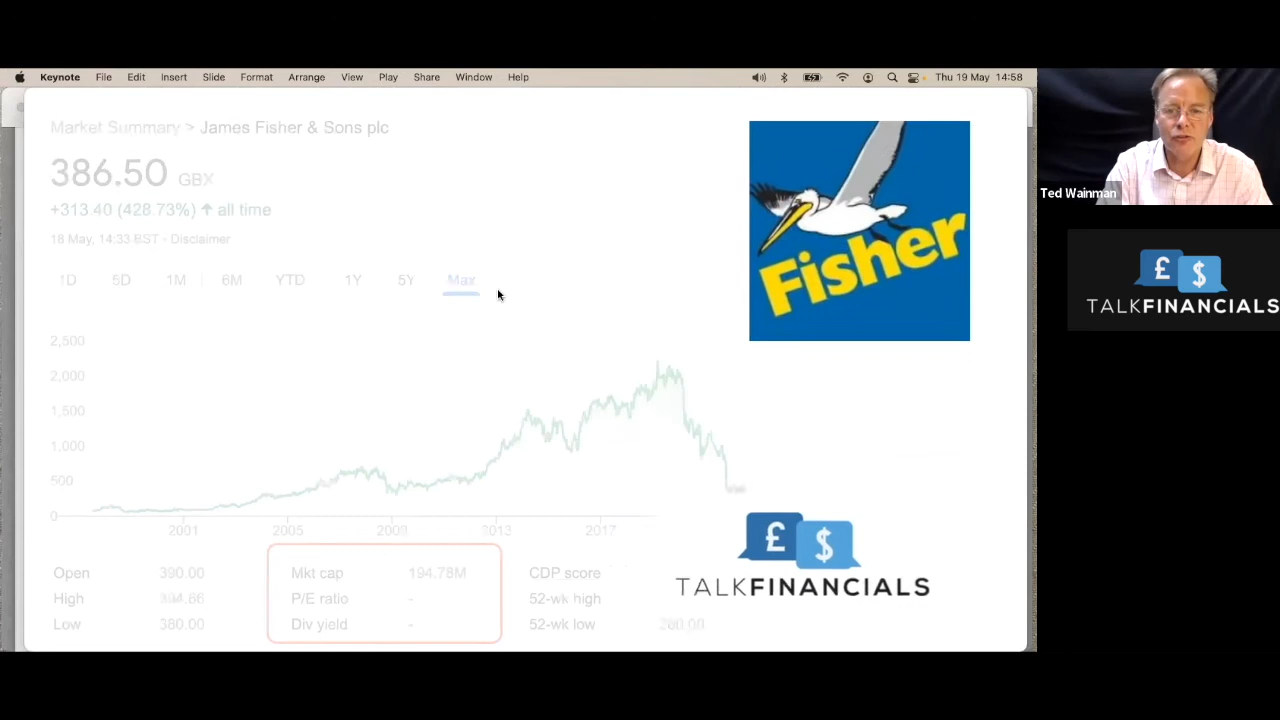 Keynote File Edit Insert Slide Format Arrange View Play Share Window Help Thu 19 May 14:58
Market Summary > James Fisher & Sons plc
386.50 GBX
+313.40 (428.73%) ↑ all time
18 May, 14:33 BST • Disclaimer
1D 5D 1M 6M YTD 1Y 5Y Max
2,500
2,000
1,500
1,000
500
0
2001 2005 2009 2013 2017
Open 390.00 Mkt cap 194.78M CDP score
High P/E ratio - 52-wk high
Low 380.00 Div yield - 52-wk low
Fisher
£ $
TALKFINANCIALS
Ted Wainman
£ $
TALKFINANCIALS